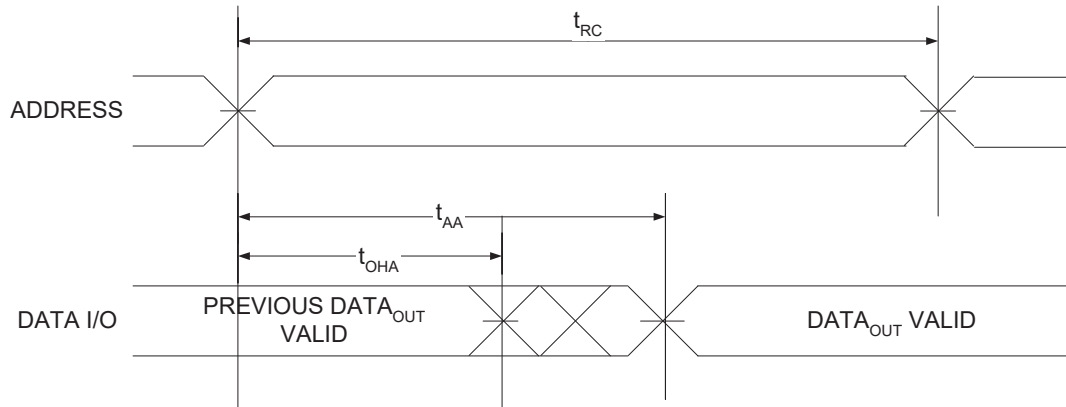 tRC
ADDRESS
tAA
tOHA
DATA I/O
PREVIOUS DATAOUT
VALID
DATAOUT VALID